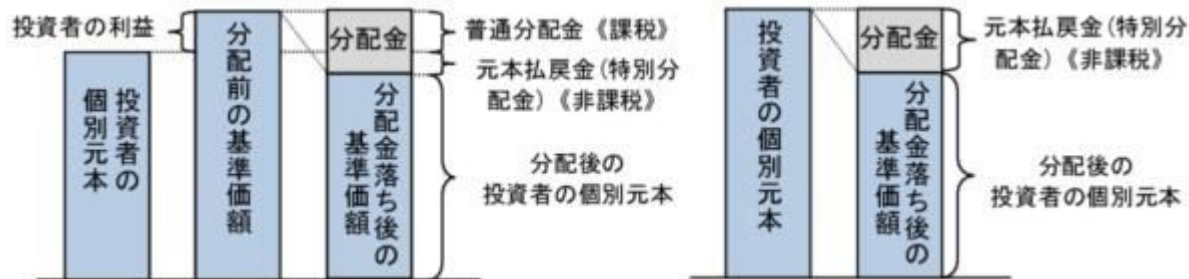 投資者の利益
投資者の
個別元本
分配前の基準価額
分配金
分配金落ち後の
基準価額
普通分配金《課税》
元本払戻金(特別分
配金)《非課税》
分配後の
投資者の個別元本
投資者の個別元本
分配金
分配金落ち後の
基準価額
元本払戻金(特別分
配金)《非課税》
分配後の
投資者の個別元本